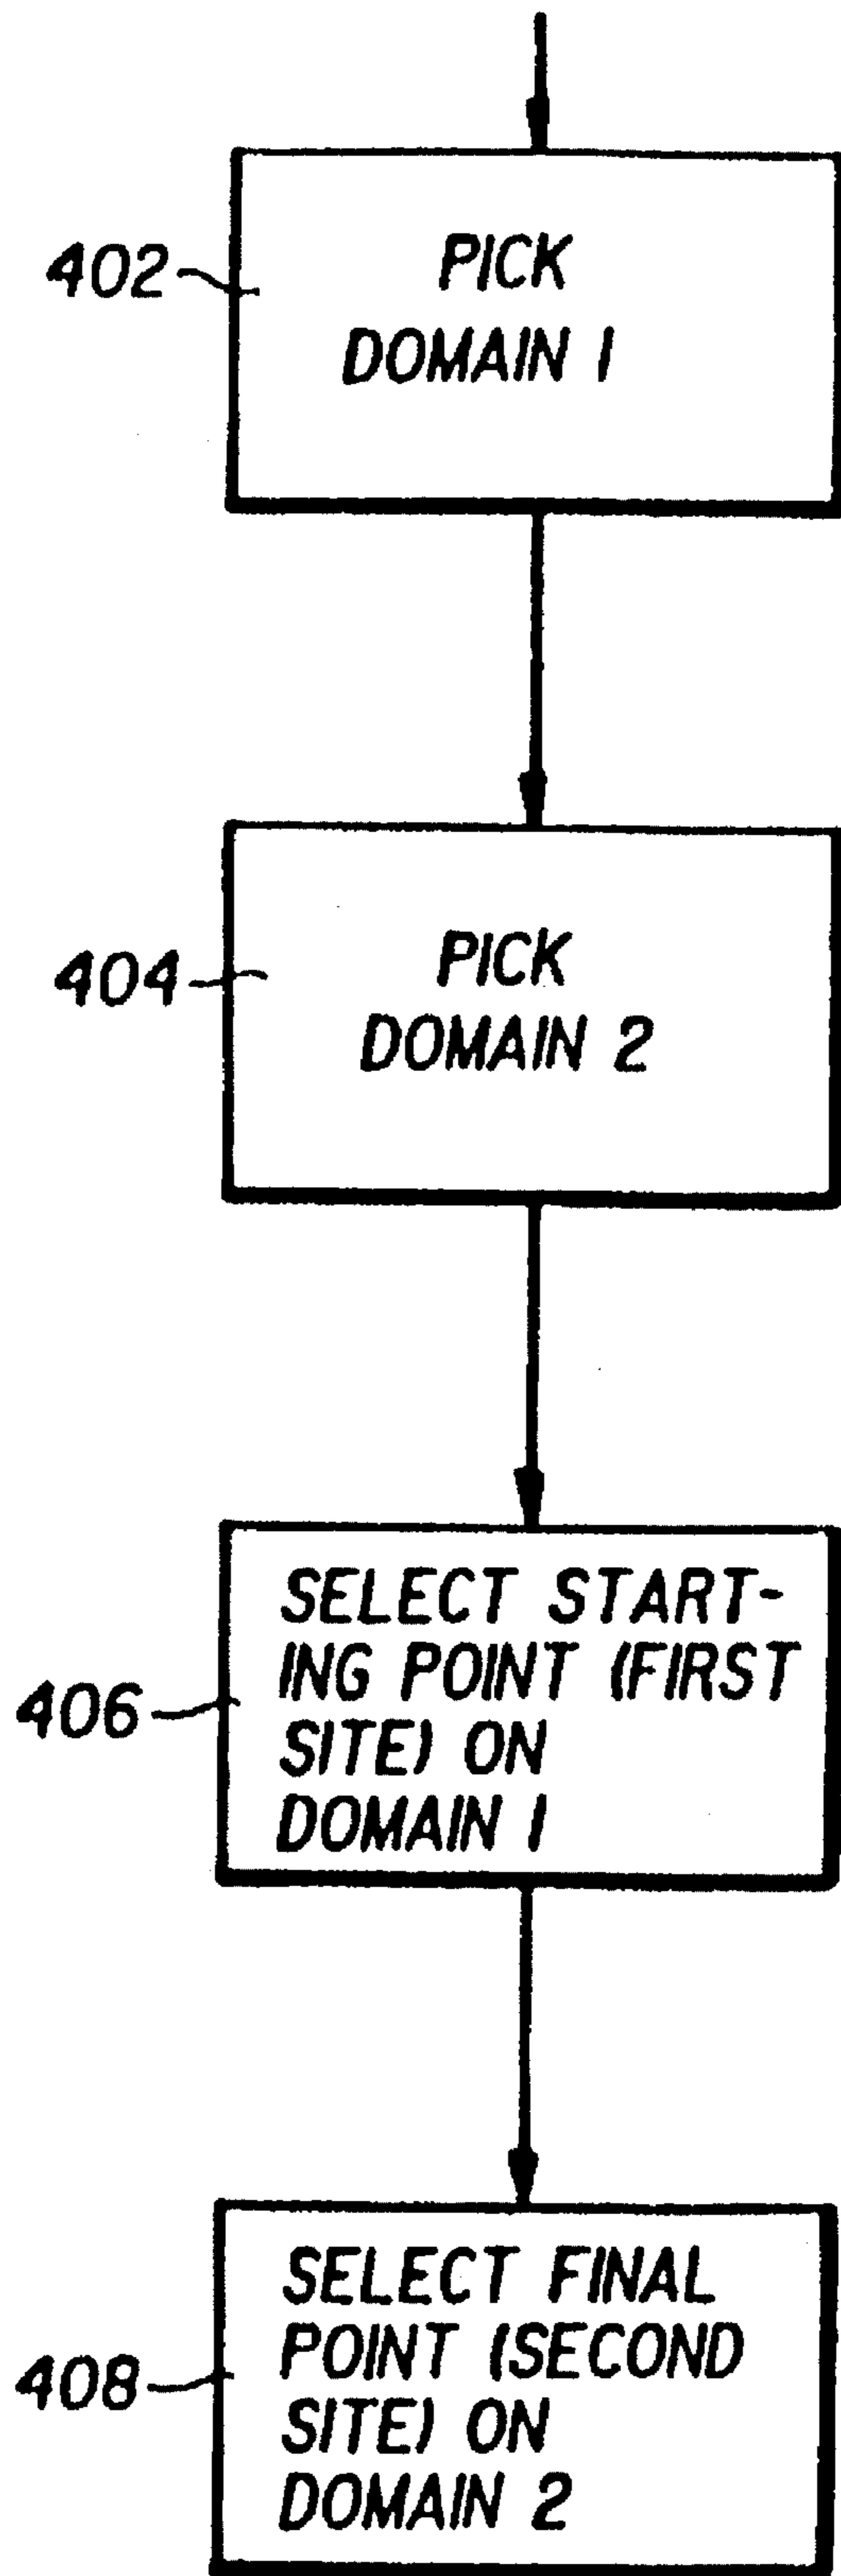 402
PICK
DOMAIN 1
404
PICK
DOMAIN 2
406
SELECT START-
ING POINT (FIRST
SITE) ON
DOMAIN 1
408
SELECT FINAL
POINT (SECOND
SITE) ON
DOMAIN 2